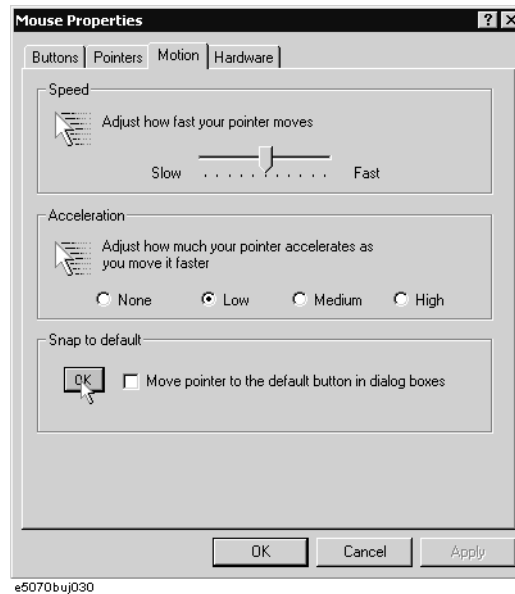 Mouse Properties
Buttons Pointers Motion Hardware
Speed
Adjust how fast your pointer moves
Slow Fast
Acceleration
Adjust how much your pointer accelerates as
you move it faster
None Low Medium High
Snap to default
OK Move pointer to the default button in dialog boxes
OK Cancel Apply
e5070buj030